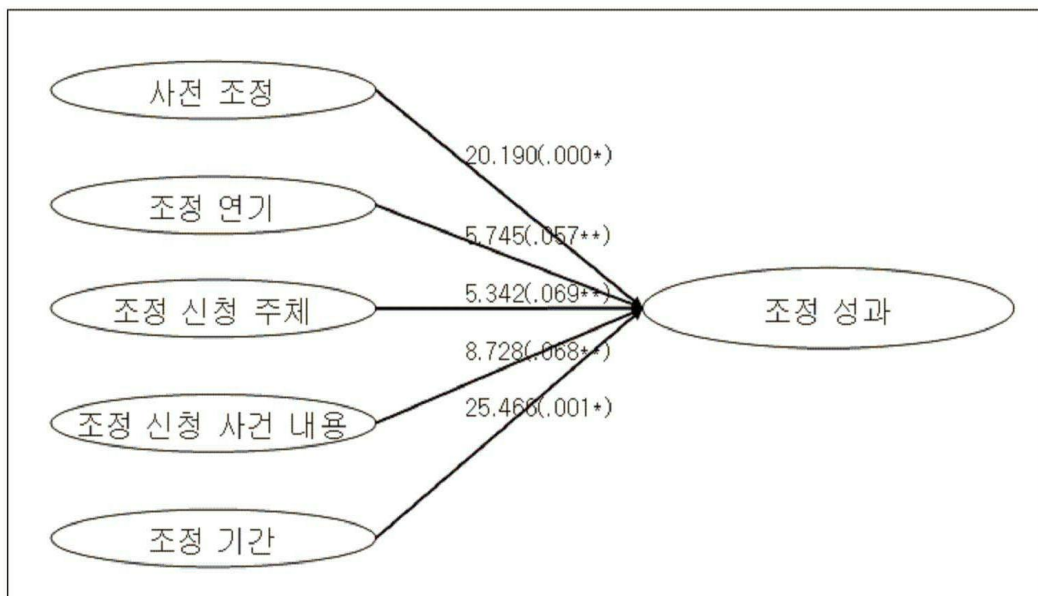 사전 조정
20.190(.000*)
조정 연기
5.745(.057**)
조정 신청 주체
5.342(.069**)
조정 성과
8.728(.068**)
조정 신청 사건 내용
25.466(.001*)
조정 기간